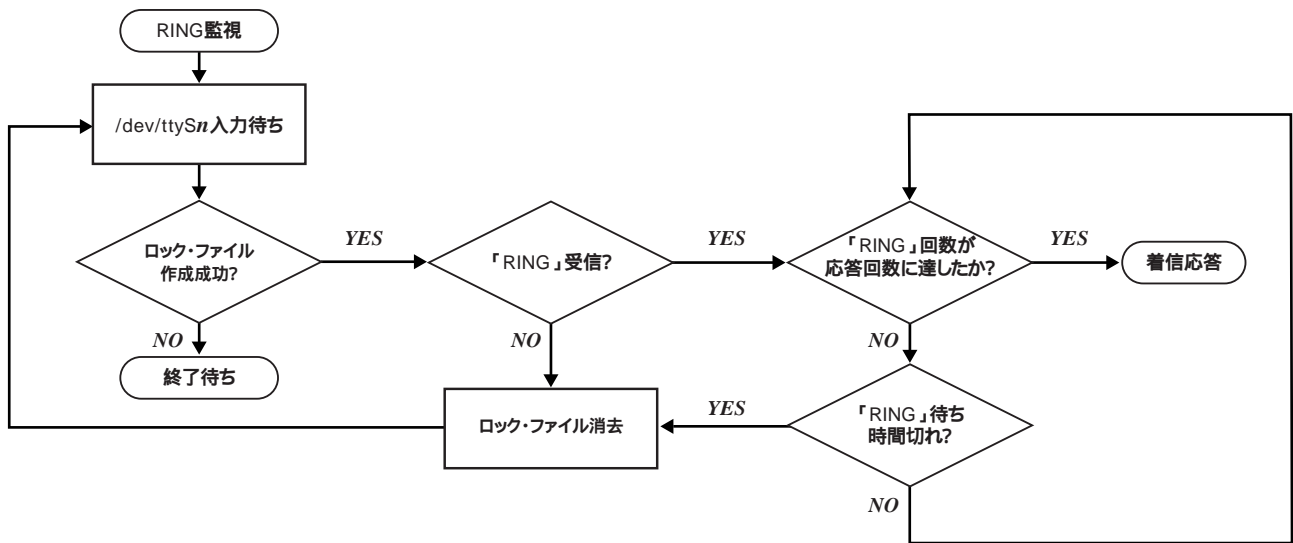 RING監視
/dev/ttySn入力待ち
ロック・ファイル
作成成功?
YES
「RING」受信?
YES
「RING」回数が
応答回数に達したか?
YES
着信応答
NO
終了待ち
NO
ロック・ファイル消去
YES
NO
「RING」待ち
時間切れ?
NO